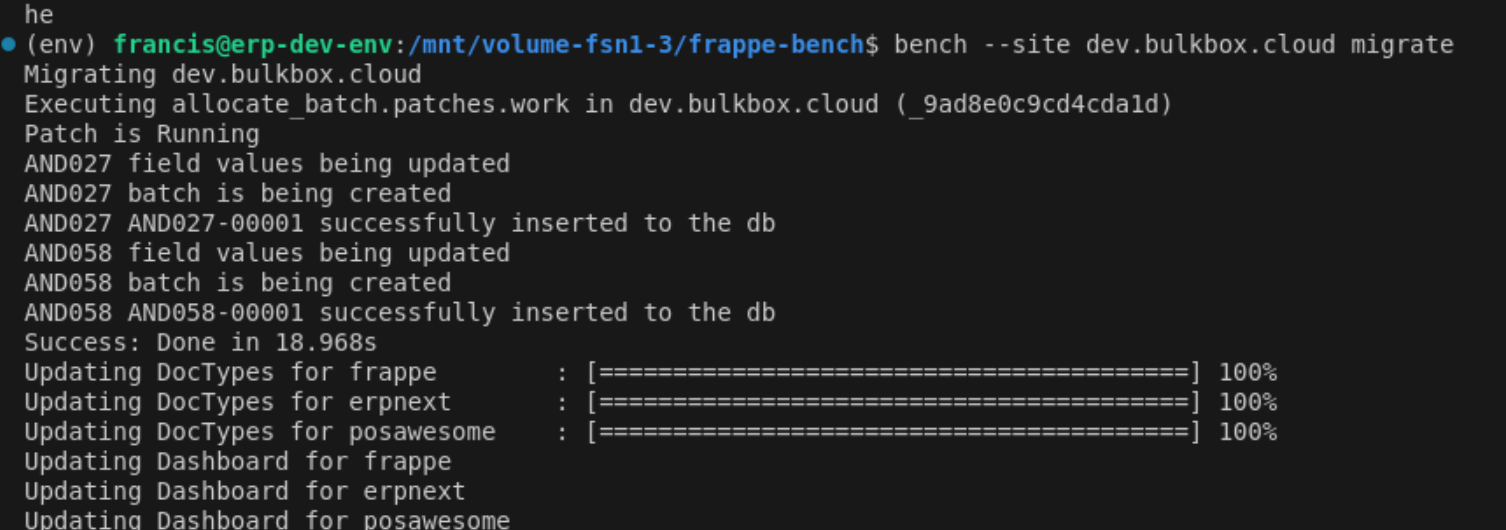 he
(env) francis@erp-dev-env:/mnt/volume-fsn1-3/frappe-bench$ bench --site dev.bulkbox.cloud migrate
Migrating dev.bulkbox.cloud
Executing allocate_batch.patches.work in dev.bulkbox.cloud (_9ad8e0c9cd4cda1d)
Patch is Running
AND027 field values being updated
AND027 batch is being created
AND027 AND027-00001 successfully inserted to the db
AND058 field values being updated
AND058 batch is being created
AND058 AND058-00001 successfully inserted to the db
Success: Done in 18.968s
Updating DocTypes for frappe        : [========================================] 100%
Updating DocTypes for erpnext       : [========================================] 100%
Updating DocTypes for posawesome    : [========================================] 100%
Updating Dashboard for frappe
Updating Dashboard for erpnext
Updating Dashboard for posawesome